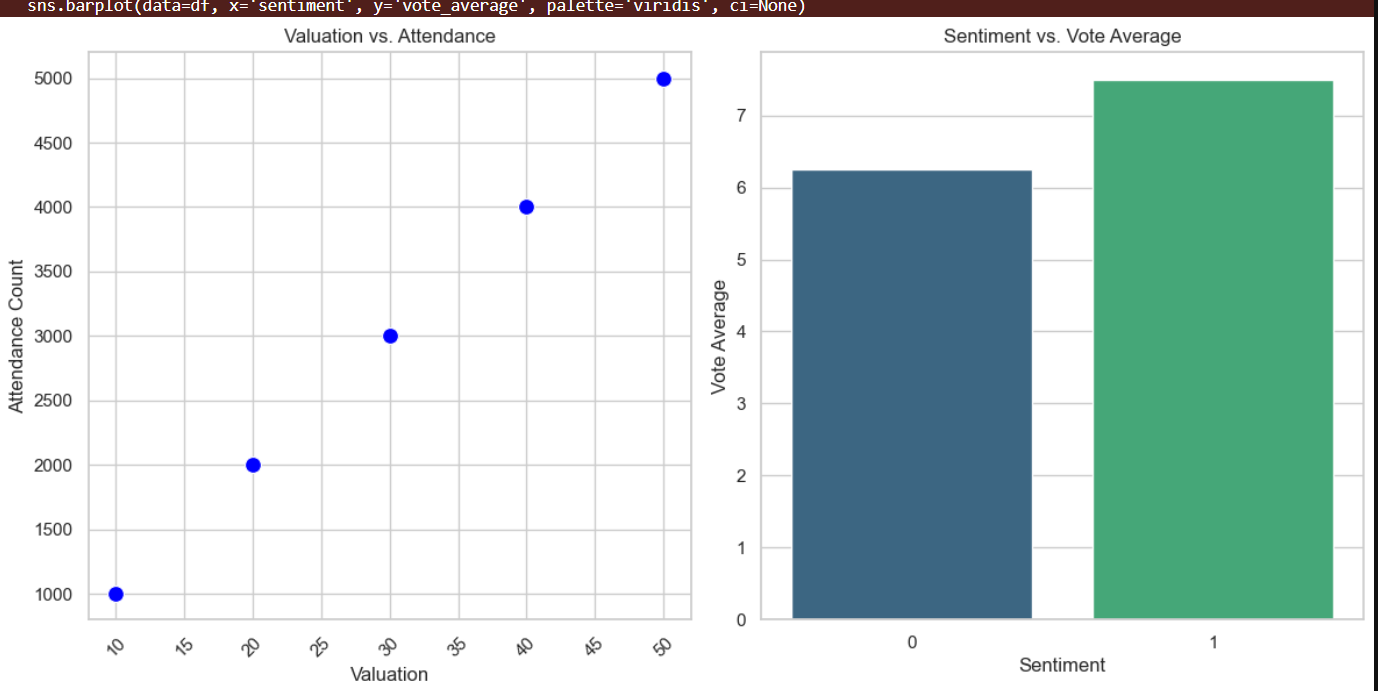 sns.barplot(data=df, x='sentiment', y='vote_average', palette='viridis', ci=None)
Valuation vs. Attendance
Attendance Count
5000
4500
4000
3500
3000
2500
2000
1500
1000
10 15 20 25 30 35 40 45 50
Valuation
Sentiment vs. Vote Average
Vote Average
7
6
5
4
3
2
1
0
0 1
Sentiment